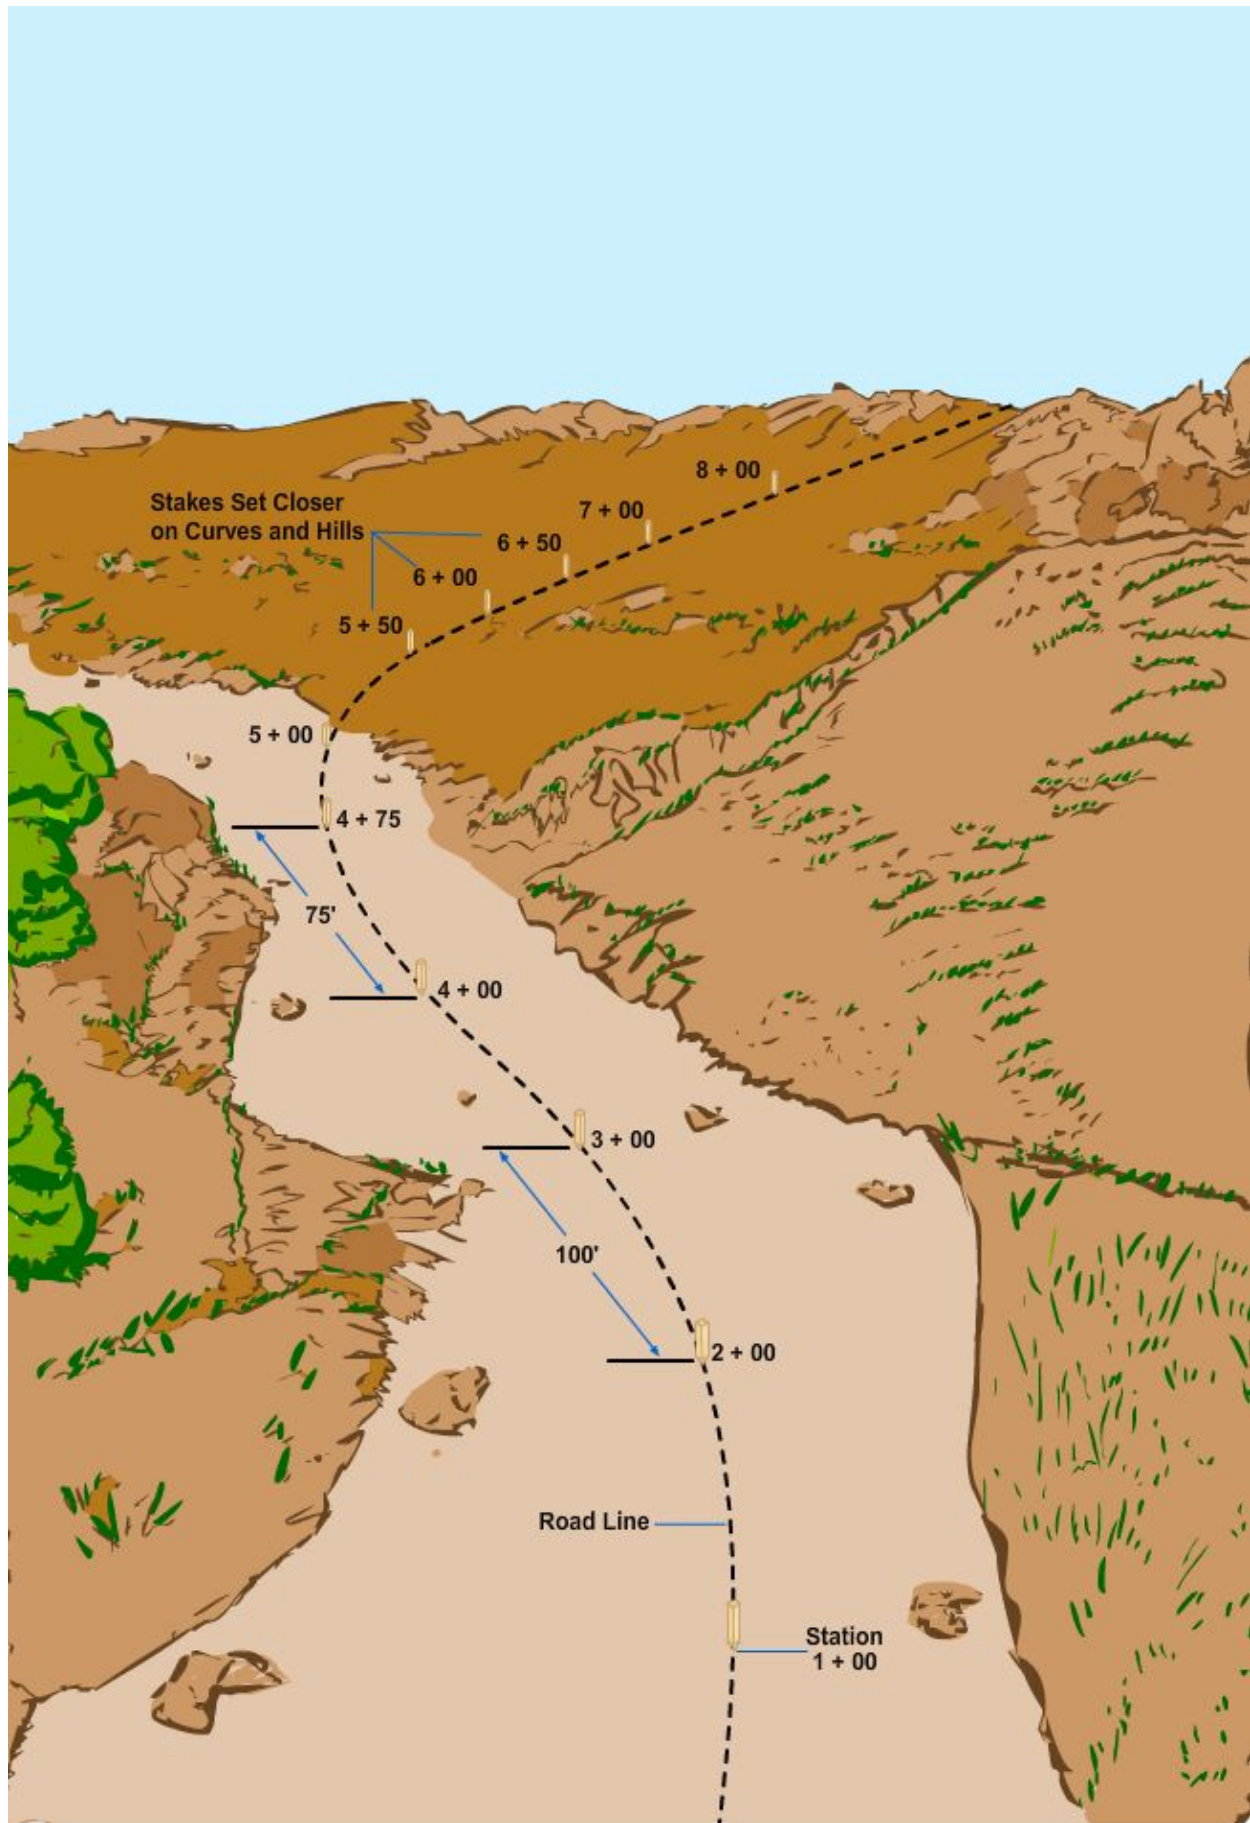 8 + 00
Stakes Set Closer
on Curves and Hills
7 + 00
6 + 50
6 + 00
5 + 50
5 + 00
4 + 75
75'
4 + 00
3 + 00
100'
2 + 00
Road Line
Station
1 + 00